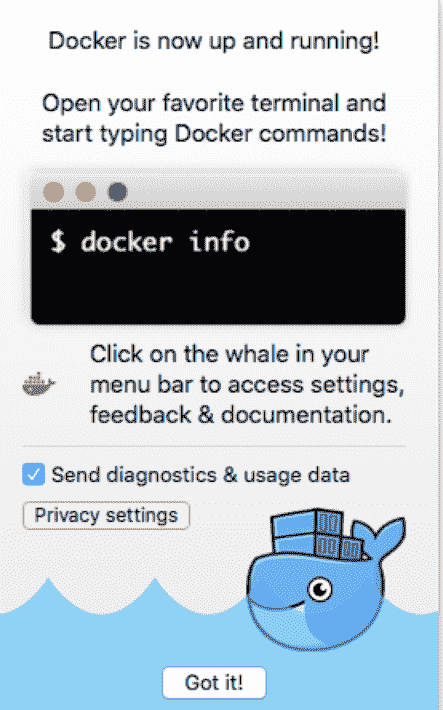 Docker is now up and running!
Open your favorite terminal and
start typing Docker commands!
$ docker info
Click on the whale in your
menu bar to access settings,
feedback & documentation.
Send diagnostics & usage data
Privacy settings
Got it!